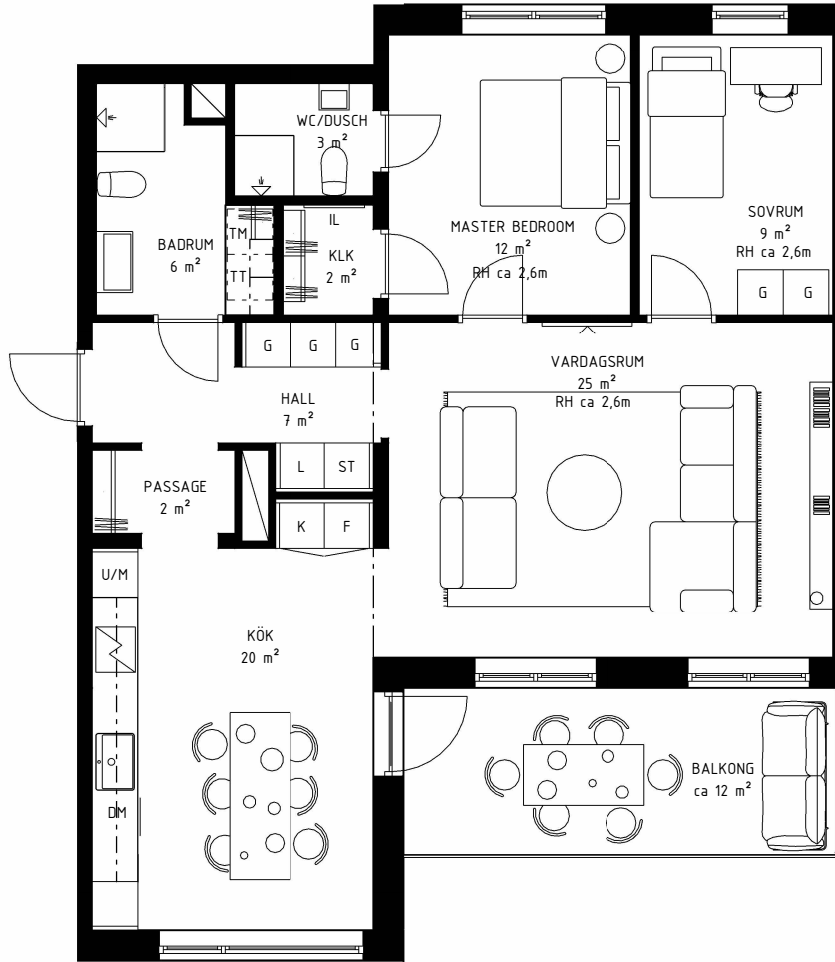 WC/DUSCH
3 m²
IL
KLK
2 m²
MASTER BEDROOM
12 m²
RH ca 2,6m
SOVRUM
9 m²
RH ca 2,6m
G
G
BADRUM
6 m²
TM
TT
G
G
G
HALL
7 m²
VARDAGSRUM
25 m²
RH ca 2,6m
L
ST
PASSAGE
2 m²
K
F
U/M
KÖK
20 m²
DM
BALKONG
ca 12 m²